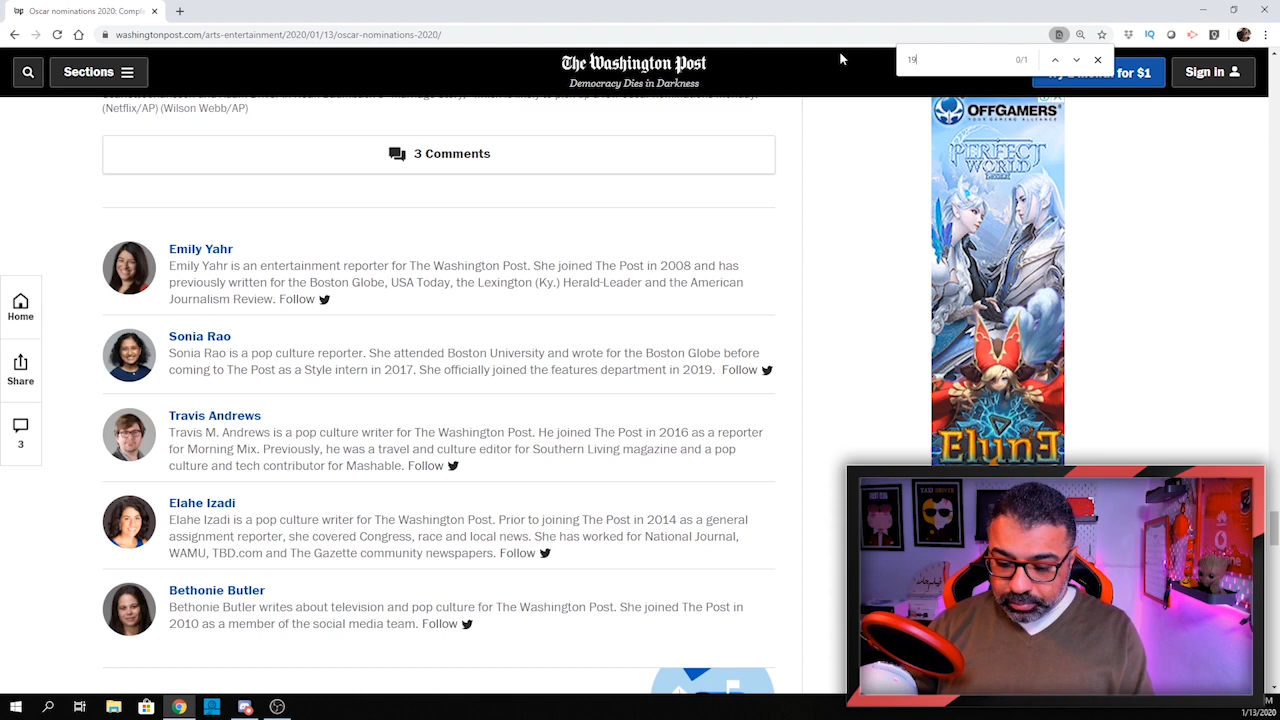 Oscar nominations 2020: Comple
washingtonpost.com/arts-entertainment/2020/01/13/oscar-nominations-2020/
19
0/1
Sections
The Washington Post
Democracy Dies in Darkness
for $1
Sign in
(Netflix/AP) (Wilson Webb/AP)
3 Comments
Emily Yahr
Emily Yahr is an entertainment reporter for The Washington Post. She joined The Post in 2008 and has
previously written for the Boston Globe, USA Today, the Lexington (Ky.) Herald-Leader and the American
Journalism Review. Follow
Sonia Rao
Sonia Rao is a pop culture reporter. She attended Boston University and wrote for the Boston Globe before
coming to The Post as a Style intern in 2017. She officially joined the features department in 2019. Follow
Travis Andrews
Travis M. Andrews is a pop culture writer for The Washington Post. He joined The Post in 2016 as a reporter
for Morning Mix. Previously, he was a travel and culture editor for Southern Living magazine and a pop
culture and tech contributor for Mashable. Follow
Elahe Izadi
Elahe Izadi is a pop culture writer for The Washington Post. Prior to joining The Post in 2014 as a general
assignment reporter, she covered Congress, race and local news. She has worked for National Journal,
WAMU, TBD.com and The Gazette community newspapers. Follow
Bethonie Butler
Bethonie Butler writes about television and pop culture for The Washington Post. She joined The Post in
2010 as a member of the social media team. Follow
Home
Share
3
OFFGAMERS
YOUR GAMING ALLIANCE
PERFECT
WORLD
Elune
FIGHT CLUB
TAXI DRIVER
1/13/2020